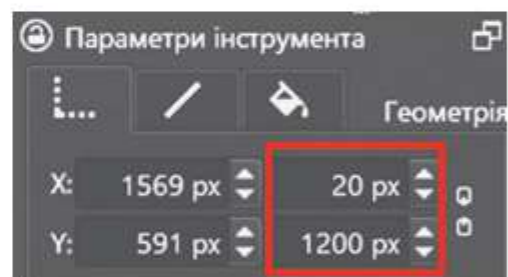 Параметри інструмента
Геометрія
X: 1569 px 20 px
Y: 591 px 1200 px